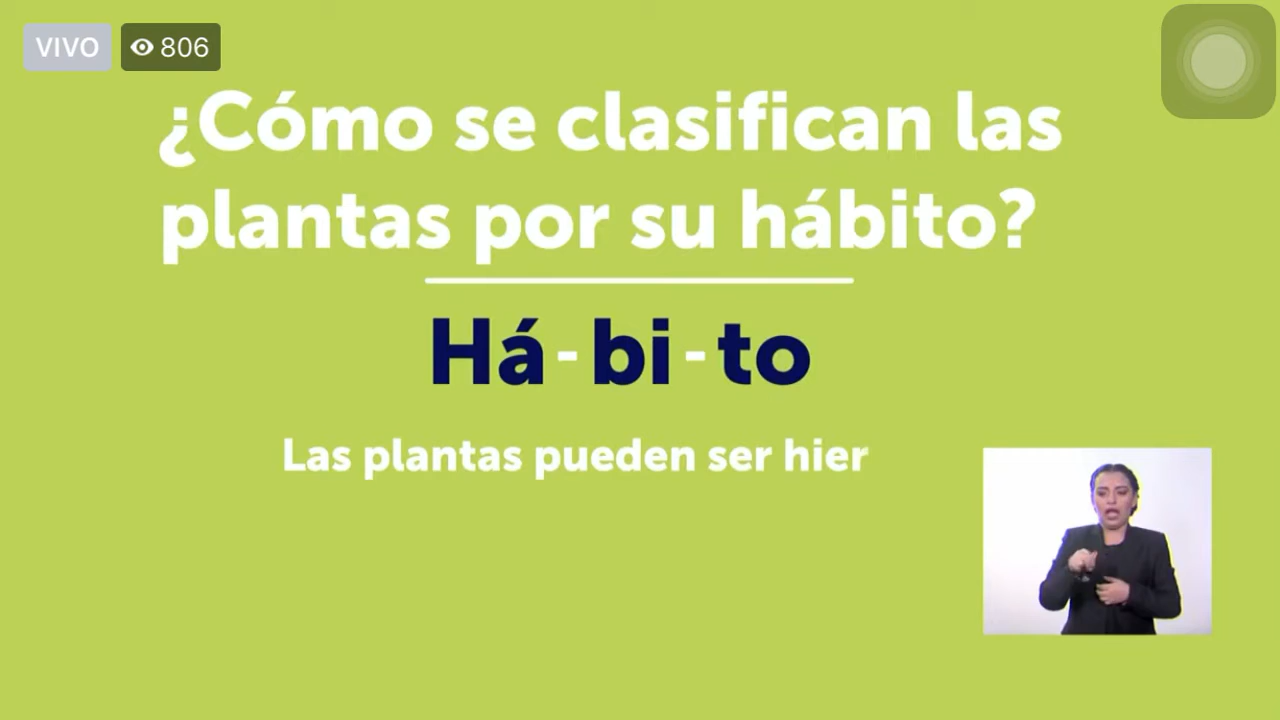 VIVO 806
¿Cómo se clasifican las
plantas por su hábito?
Há-bi-to
Las plantas pueden ser hier